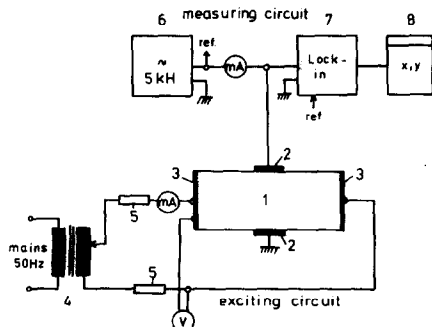 measuring circuit
6
7
8
ref.
~
5kH
mA
Lock-
in
x,y
ref
2
3
3
1
5
mA
2
mains
50Hz
4
5
exciting circuit
V